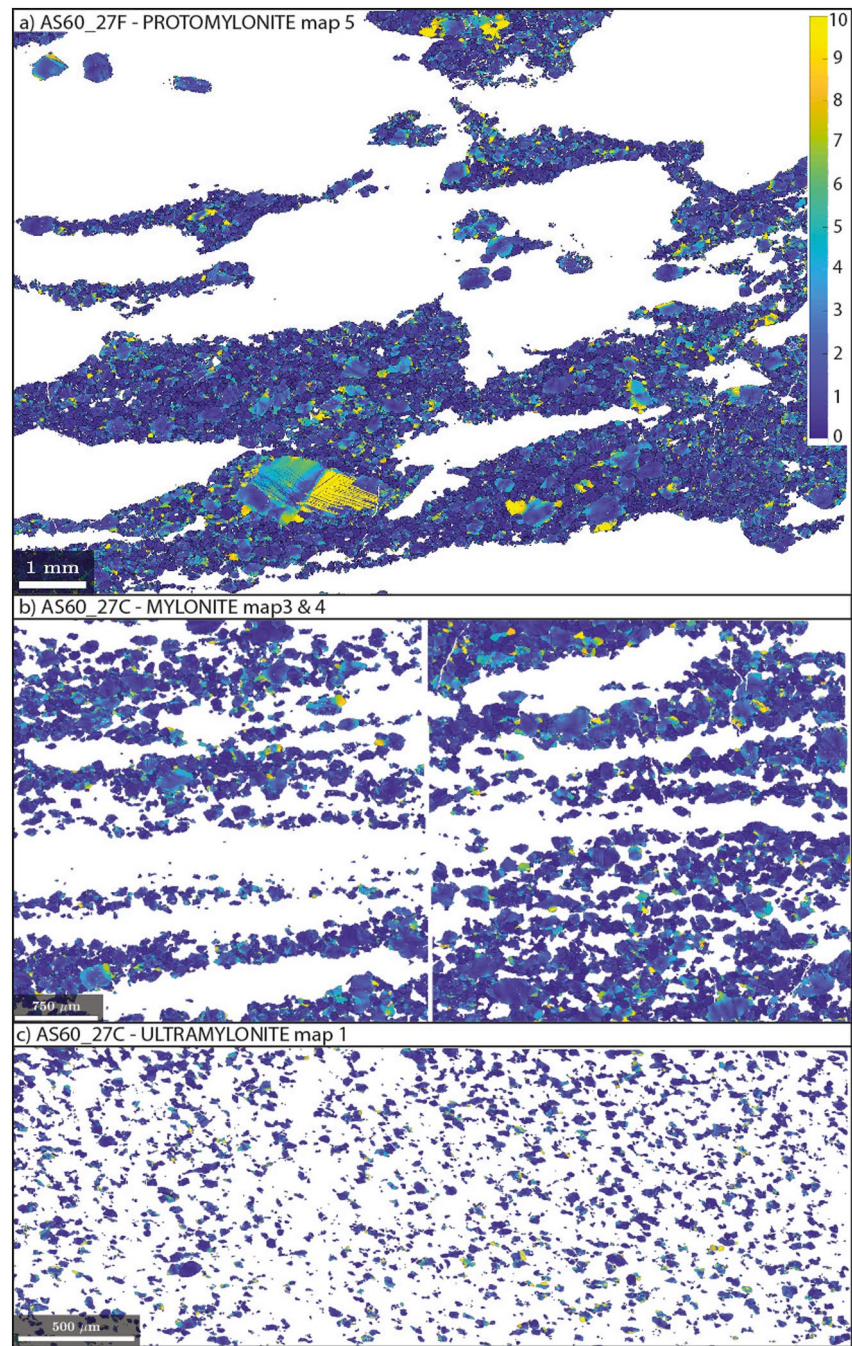 a) AS60_27F - PROTOMYLONITE map 5
10
9
8
7
6
5
4
3
2
1
0
1 mm
b) AS60_27C - MYLONITE map3 & 4
750 μm
c) AS60_27C - ULTRAMYLONITE map 1
500 μm